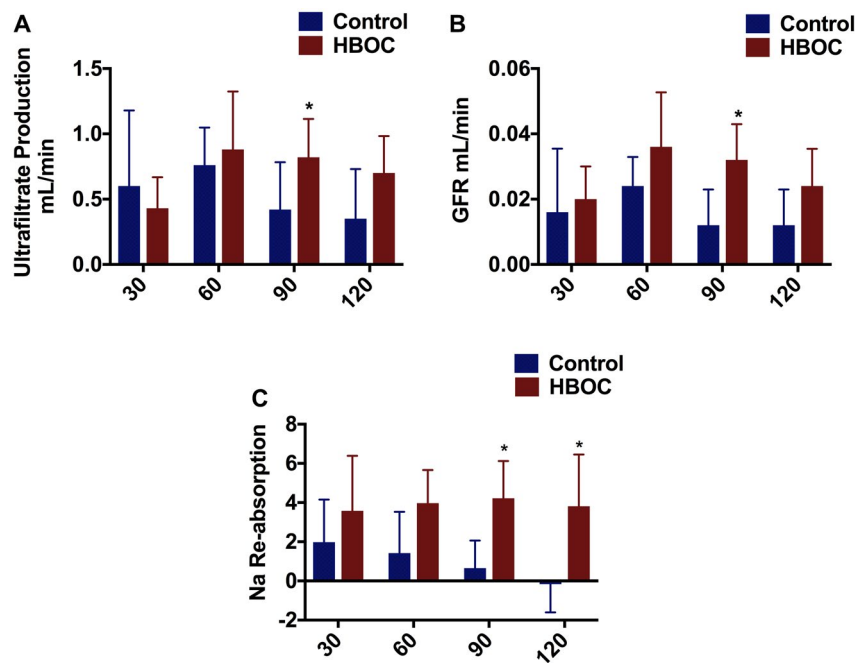 A
Control
HBOC
Ultrafiltrate Production
mL/min
1.5
1.0
0.5
0.0
*
30
60
90
120
B
Control
HBOC
GFR mL/min
0.06
0.04
0.02
0.00
*
30
60
90
120
C
Control
HBOC
Na Re-absorption
8
6
4
2
0
-2
*
*
30
60
90
120